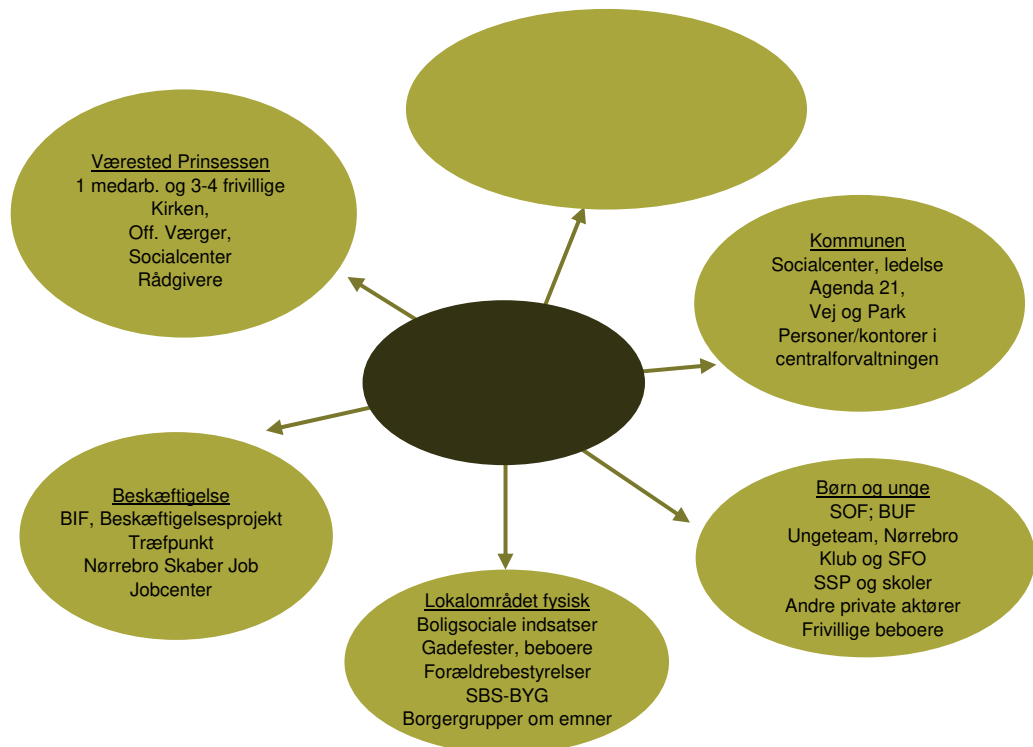 Værested Prinsessen
1 medarb. og 3-4 frivillige
Kirken,
Off. Værger,
Socialcenter
Rådgivere
Kommunen
Socialcenter, ledelse
Agenda 21,
Vej og Park
Personer/kontorer i
centralforvaltningen
Beskæftigelse
BIF, Beskæftigelsesprojekt
Træfpunkt
Nørrebro Skaber Job
Jobcenter
Lokalområdet fysisk
Boligsociale indsatser
Gadefester, beboere
Forældrebestyrelser
SBS-BYG
Borgergrupper om emner
Børn og unge
SOF; BUF
Ungeteam, Nørrebro
Klub og SFO
SSP og skoler
Andre private aktører
Frivillige beboere